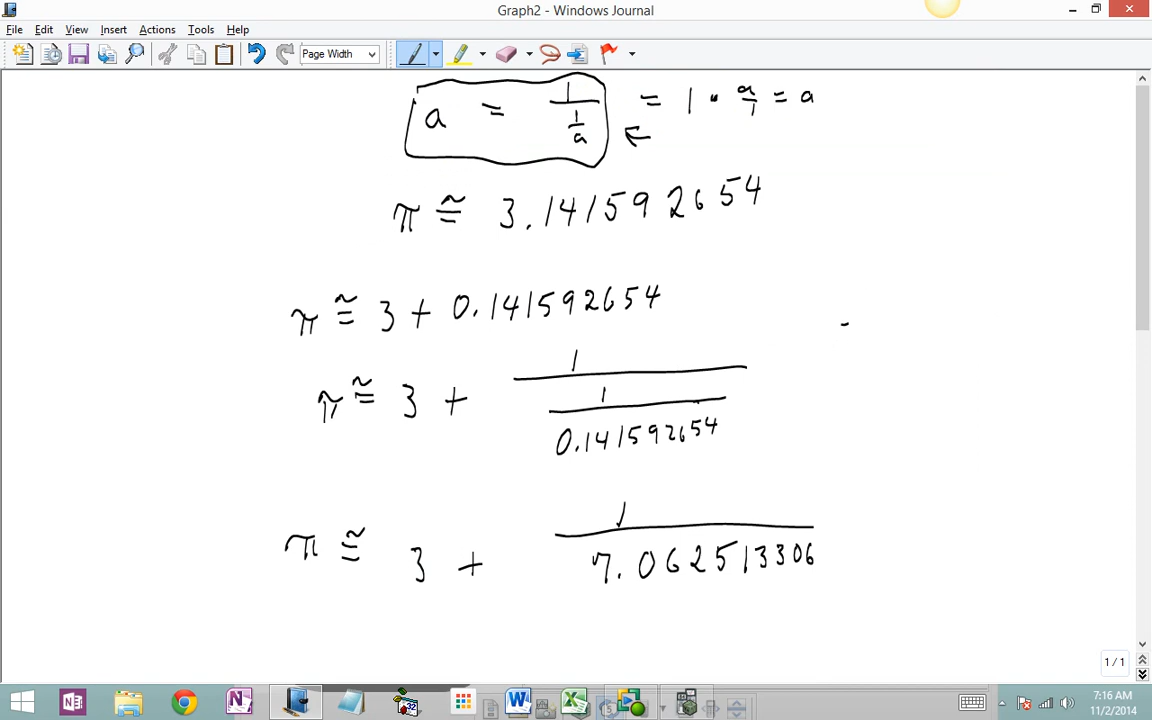 Graph2 - Windows Journal
File Edit View Insert Actions Tools Help
Page Width
a = 1/(1/a) = 1 · a/1 = a
π ≅ 3.141592654
π ≅ 3 + 0.141592654
π ≅ 3 + 1/(1/0.141592654)
π ≅ 3 + 1/7.062513306
1 / 1
7:16 AM
11/2/2014